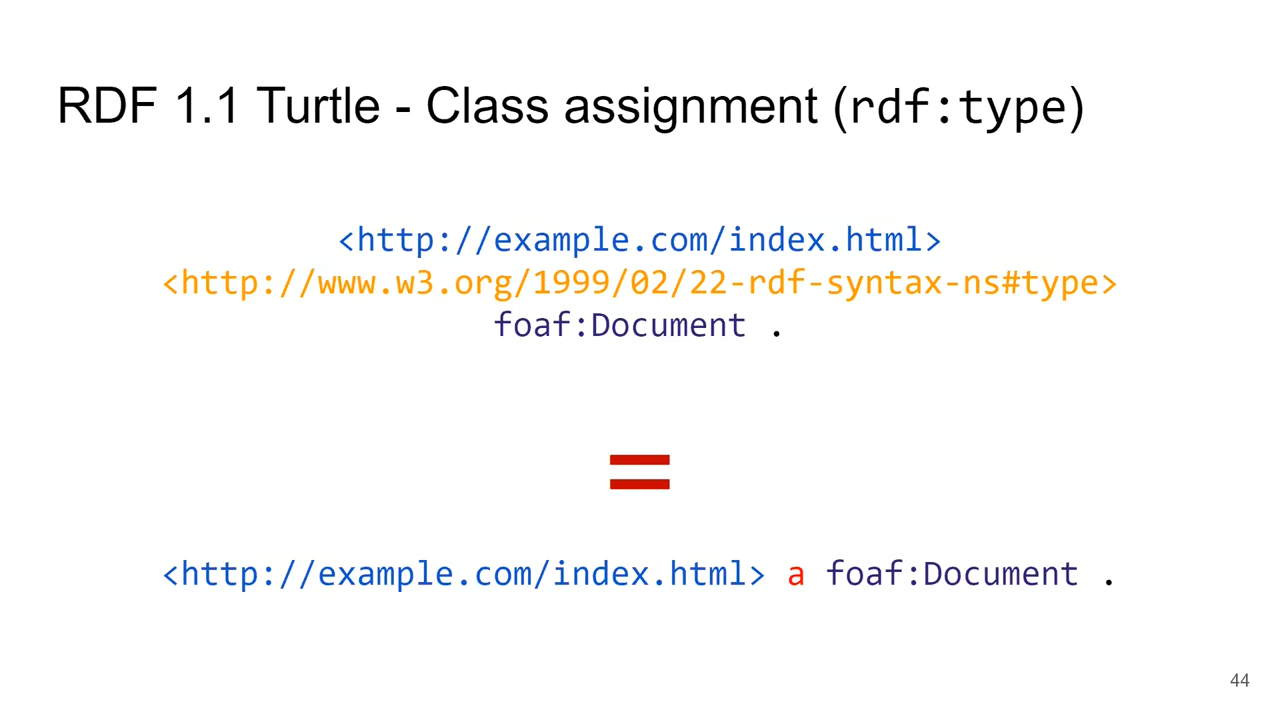 RDF 1.1 Turtle - Class assignment (rdf:type)
<http://example.com/index.html>
<http://www.w3.org/1999/02/22-rdf-syntax-ns#type>
foaf:Document .
=
<http://example.com/index.html> a foaf:Document .
44